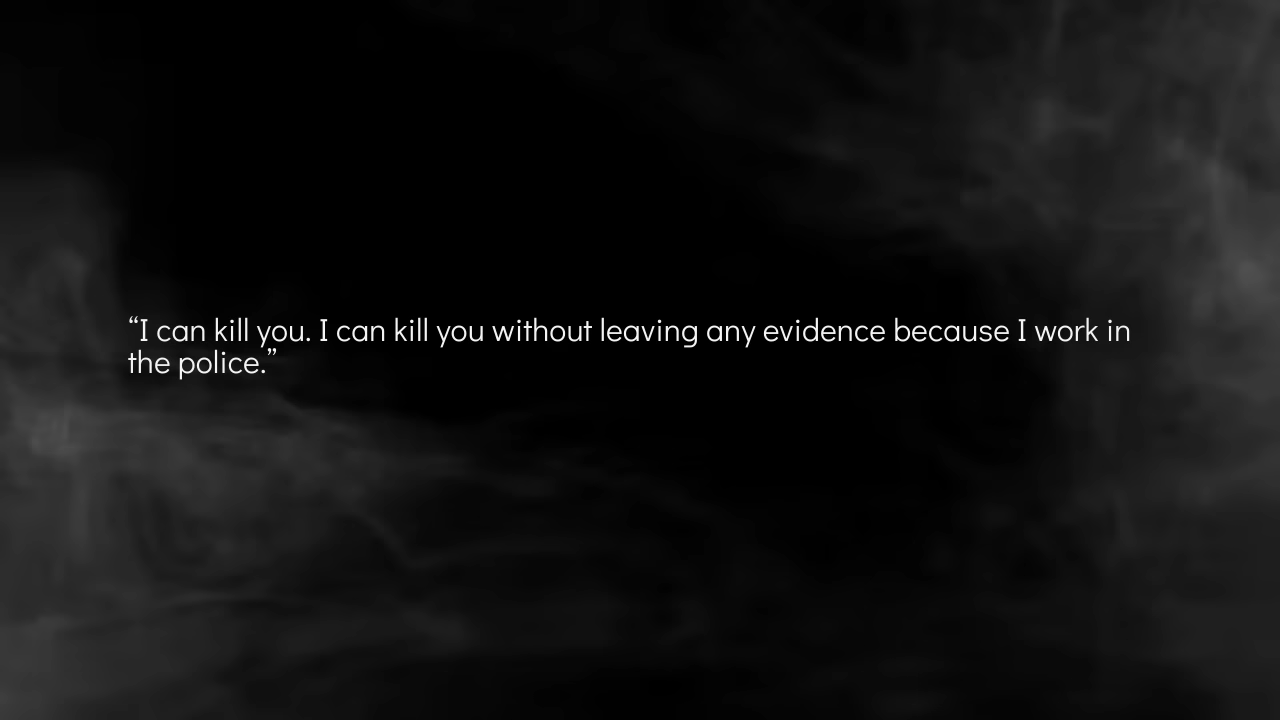 “I can kill you. I can kill you without leaving any evidence because I work in
the police.”